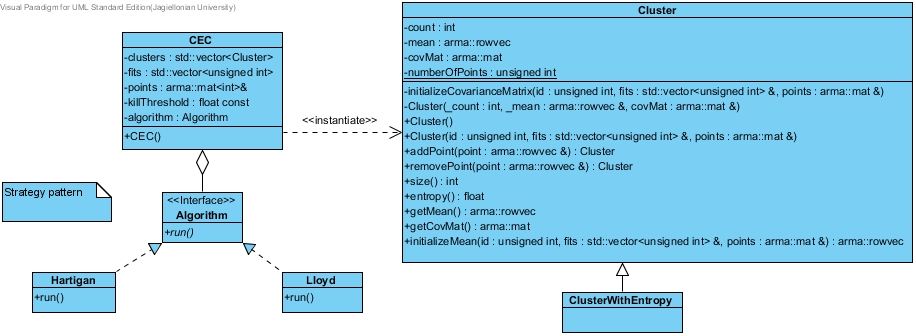 Visual Paradigm for UML Standard Edition(Jagiellonian University)
CEC
-clusters : std::vector<Cluster>
-fits : std::vector<unsigned int>
-points : arma::mat<int>&
-killThreshold : float const
-algorithm : Algorithm
+CEC()
<<instantiate>>
Cluster
-count : int
-mean : arma::rowvec
-covMat : arma::mat
-numberOfPoints : unsigned int
-initializeCovarianceMatrix(id : unsigned int, fits : std::vector<unsigned int> &, points : arma::mat &)
-Cluster(_count : int, _mean : arma::rowvec &, covMat : arma::mat &)
+Cluster()
+Cluster(id : unsigned int, fits : std::vector<unsigned int> &, points : arma::mat &)
+addPoint(point : arma::rowvec &) : Cluster
+removePoint(point : arma::rowvec &) : Cluster
+size() : int
+entropy() : float
+getMean() : arma::rowvec
+getCovMat() : arma::mat
+initializeMean(id : unsigned int, fits : std::vector<unsigned int> &, points : arma::mat &) : arma::rowvec
Strategy pattern
<<Interface>>
Algorithm
+run()
Hartigan
+run()
Lloyd
+run()
ClusterWithEntropy